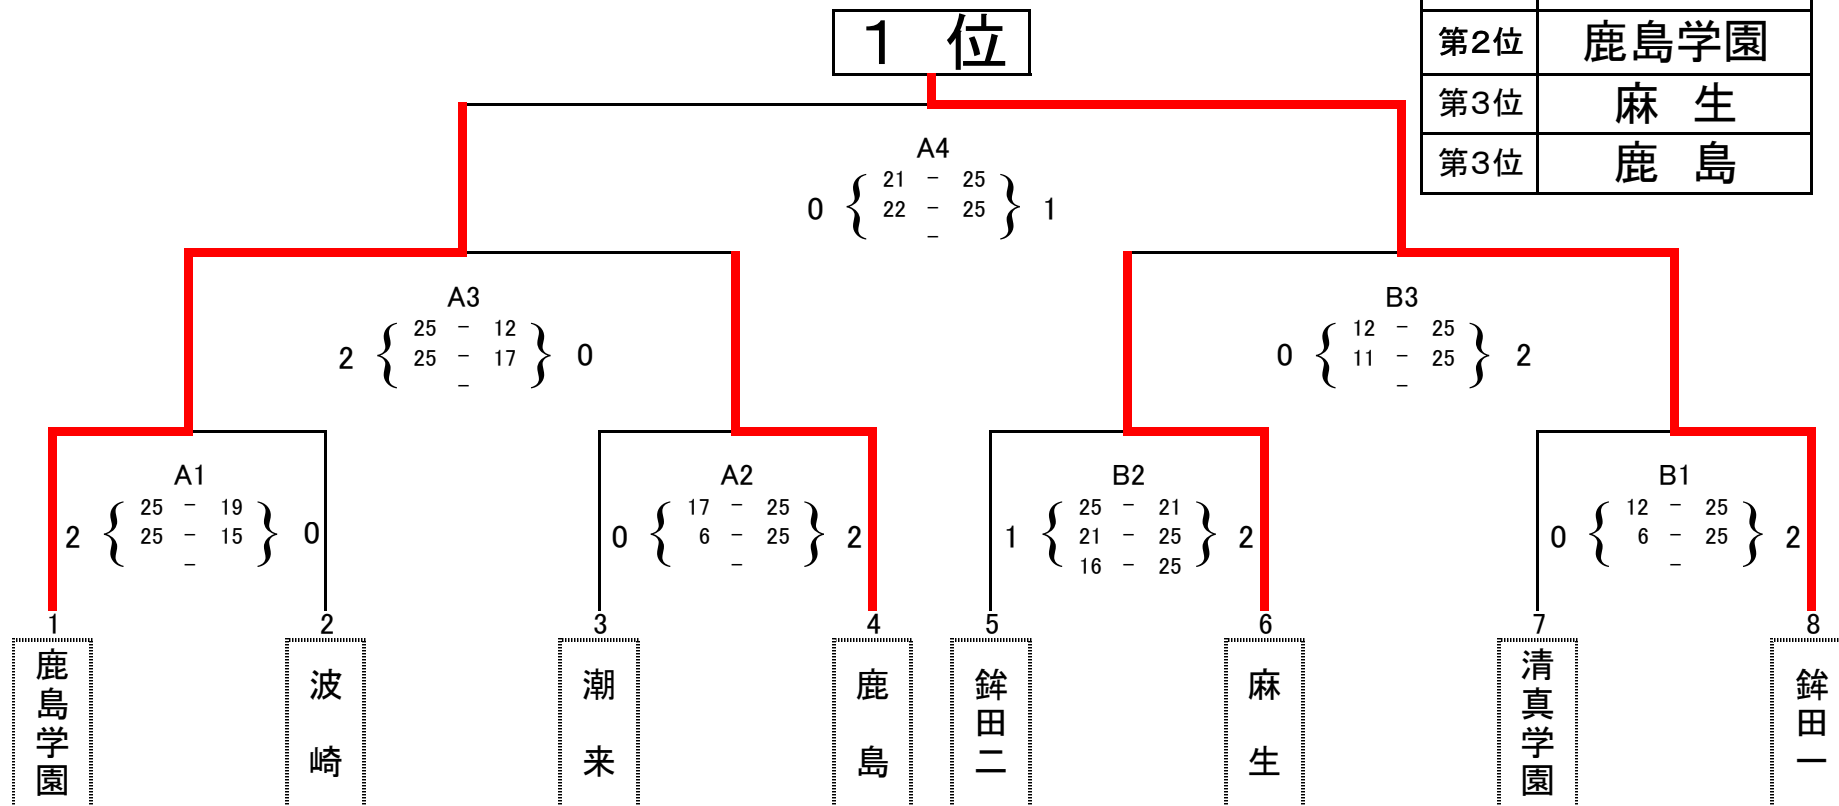 1 位
第2位 鹿島学園
第3位 麻 生
第3位 鹿 島
A4
21 - 25
0 { 22 - 25 } 1
-
A3
25 - 12
2 { 25 - 17 } 0
-
B3
12 - 25
0 { 11 - 25 } 2
-
A1
25 - 19
2 { 25 - 15 } 0
-
A2
17 - 25
0 { 6 - 25 } 2
-
B2
25 - 21
1 { 21 - 25 } 2
16 - 25
B1
12 - 25
0 { 6 - 25 } 2
-
1 2 3 4 5 6 7 8
鹿島学園
波崎
潮来
鹿島
鉾田二
麻生
清真学園
鉾田一